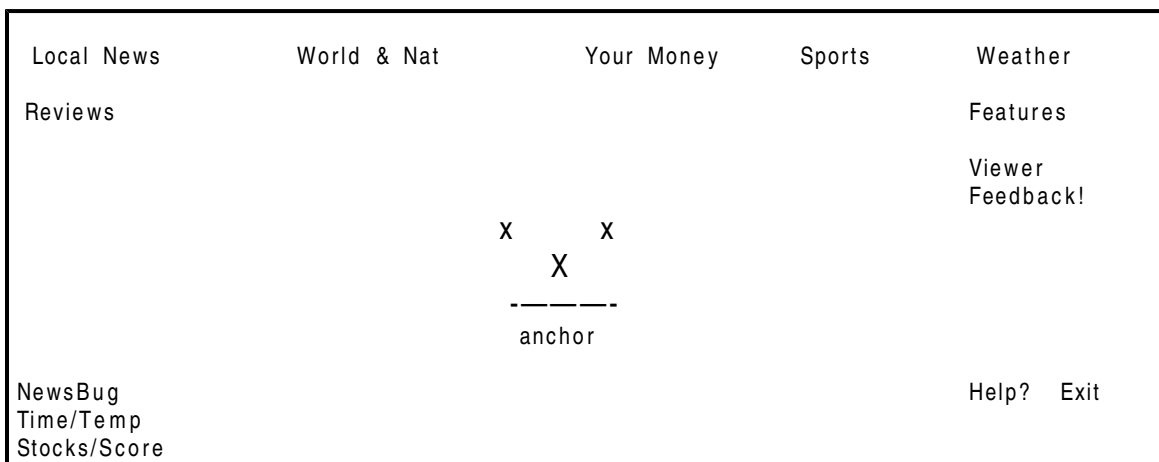 Local News World & Nat Your Money Sports Weather
Reviews Features
Viewer
Feedback!
x x
X
-———-
anchor
NewsBug Help? Exit
Time/Temp
Stocks/Score